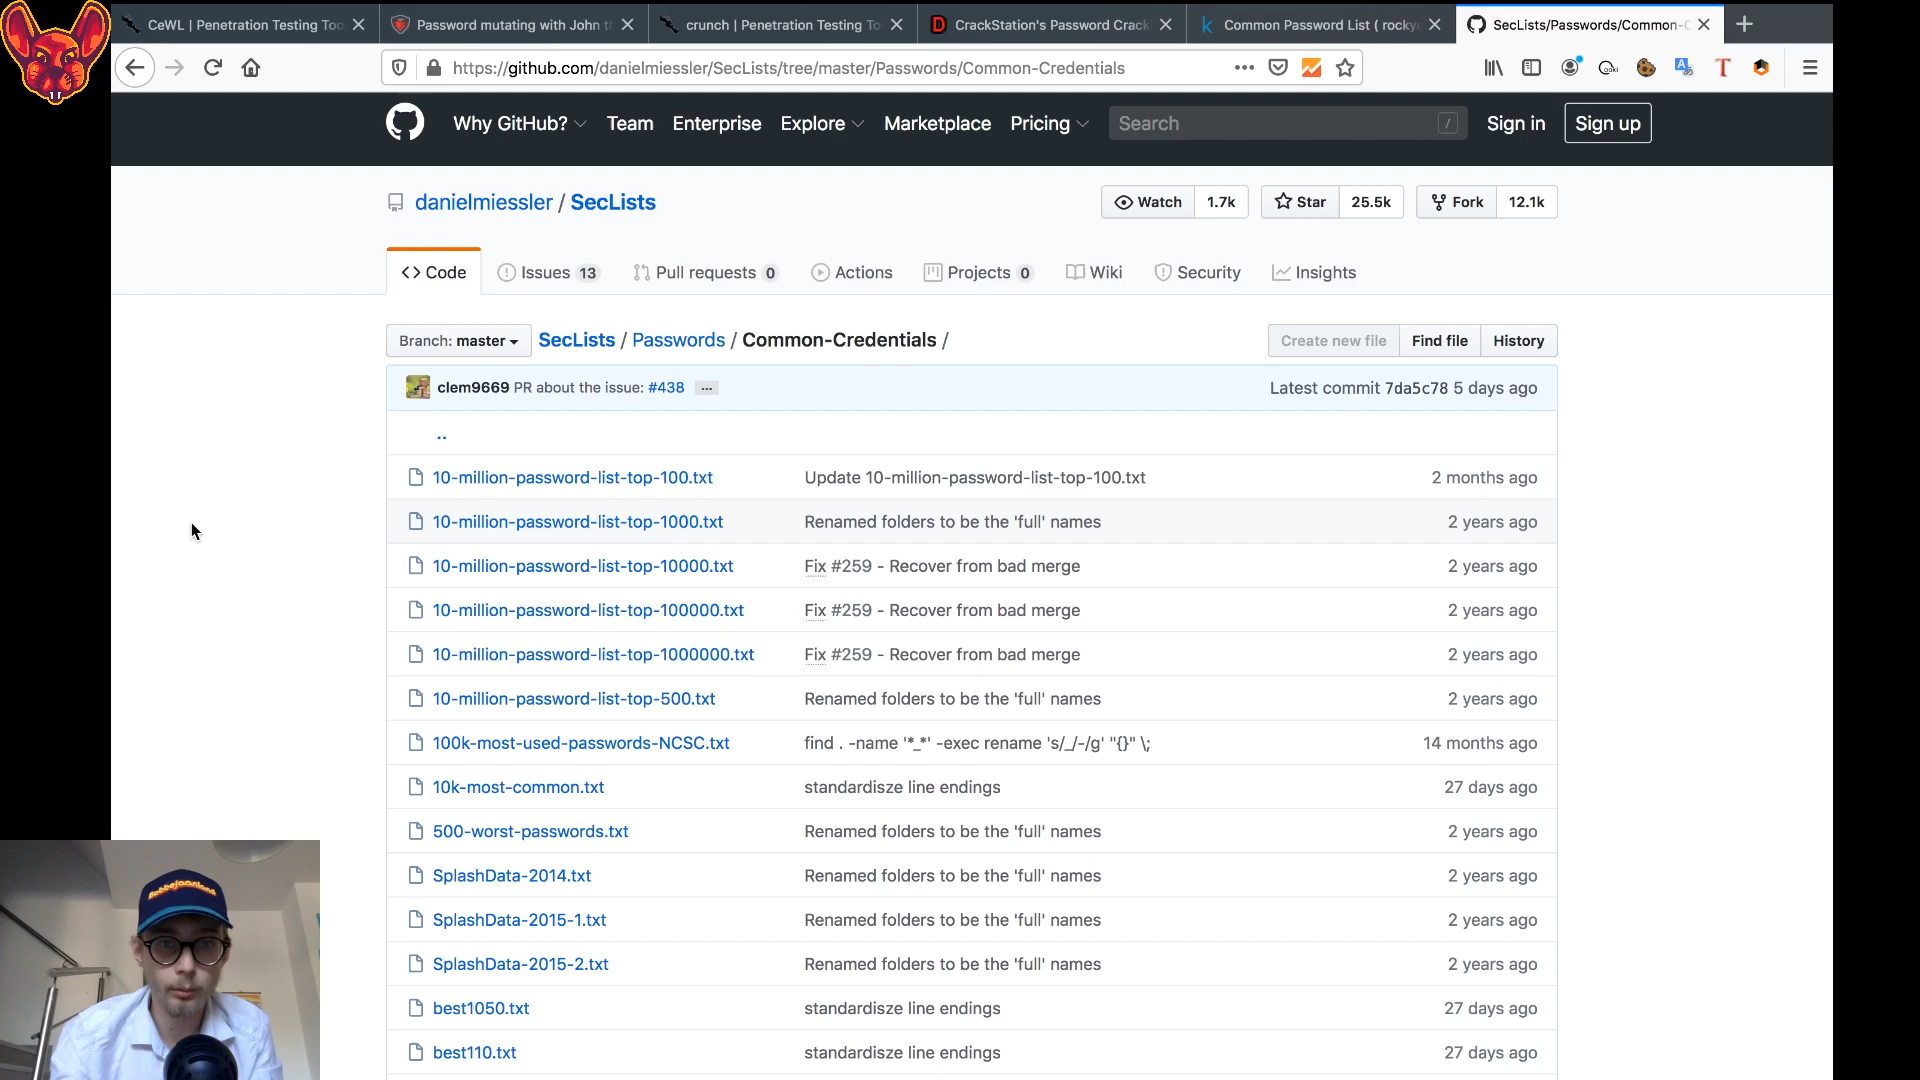 CeWL | Penetration Testing Too
Password mutating with John th
crunch | Penetration Testing To
CrackStation's Password Crack
Common Password List ( rocky
SecLists/Passwords/Common-C
https://github.com/danielmiessler/SecLists/tree/master/Passwords/Common-Credentials
Why GitHub? Team Enterprise Explore Marketplace Pricing Search / Sign in Sign up
danielmiessler / SecLists
Watch 1.7k Star 25.5k Fork 12.1k
Code Issues 13 Pull requests 0 Actions Projects 0 Wiki Security Insights
Branch: master SecLists / Passwords / Common-Credentials / Create new file Find file History
clem9669 PR about the issue: #438 ... Latest commit 7da5c78 5 days ago
..
10-million-password-list-top-100.txt Update 10-million-password-list-top-100.txt 2 months ago
10-million-password-list-top-1000.txt Renamed folders to be the 'full' names 2 years ago
10-million-password-list-top-10000.txt Fix #259 - Recover from bad merge 2 years ago
10-million-password-list-top-100000.txt Fix #259 - Recover from bad merge 2 years ago
10-million-password-list-top-1000000.txt Fix #259 - Recover from bad merge 2 years ago
10-million-password-list-top-500.txt Renamed folders to be the 'full' names 2 years ago
100k-most-used-passwords-NCSC.txt find . -name '*_*' -exec rename 's/_/-/g' "{}" \; 14 months ago
10k-most-common.txt standardisze line endings 27 days ago
500-worst-passwords.txt Renamed folders to be the 'full' names 2 years ago
SplashData-2014.txt Renamed folders to be the 'full' names 2 years ago
SplashData-2015-1.txt Renamed folders to be the 'full' names 2 years ago
SplashData-2015-2.txt Renamed folders to be the 'full' names 2 years ago
best1050.txt standardisze line endings 27 days ago
best110.txt standardisze line endings 27 days ago